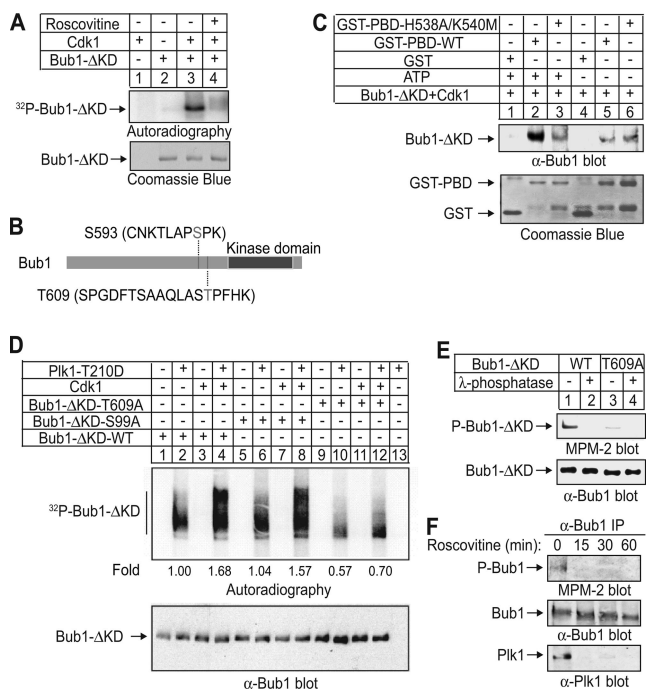 A
Roscovitine - - - +
Cdk1 + - + +
Bub1-ΔKD - + + +
1 2 3 4
32P-Bub1-ΔKD
Autoradiography
Bub1-ΔKD
Coomassie Blue
B
S593 (CNKTLAPSPK)
Kinase domain
Bub1
T609 (SPGDFTSAAQLASTPFHK)
C
GST-PBD-H538A/K540M - - + - - +
GST-PBD-WT - + - - + -
GST + - - + - -
ATP + + + - - -
Bub1-ΔKD+Cdk1 + + + + + +
1 2 3 4 5 6
Bub1-ΔKD
α-Bub1 blot
GST-PBD
GST
Coomassie Blue
D
Plk1-T210D - + - + - + - + - + - + +
Cdk1 - - + + - - + + - - + + -
Bub1-ΔKD-T609A - - - - - - - - + + + + -
Bub1-ΔKD-S99A - - - - + + + + - - - - -
Bub1-ΔKD-WT + + + + - - - - - - - - -
1 2 3 4 5 6 7 8 9 10 11 12 13
32P-Bub1-ΔKD
Fold 1.00 1.68 1.04 1.57 0.57 0.70
Autoradiography
Bub1-ΔKD
α-Bub1 blot
E
Bub1-ΔKD WT T609A
λ-phosphatase - + - +
1 2 3 4
P-Bub1-ΔKD
MPM-2 blot
Bub1-ΔKD
α-Bub1 blot
F
α-Bub1 IP
Roscovitine (min): 0 15 30 60
P-Bub1
MPM-2 blot
Bub1
α-Bub1 blot
Plk1
α-Plk1 blot